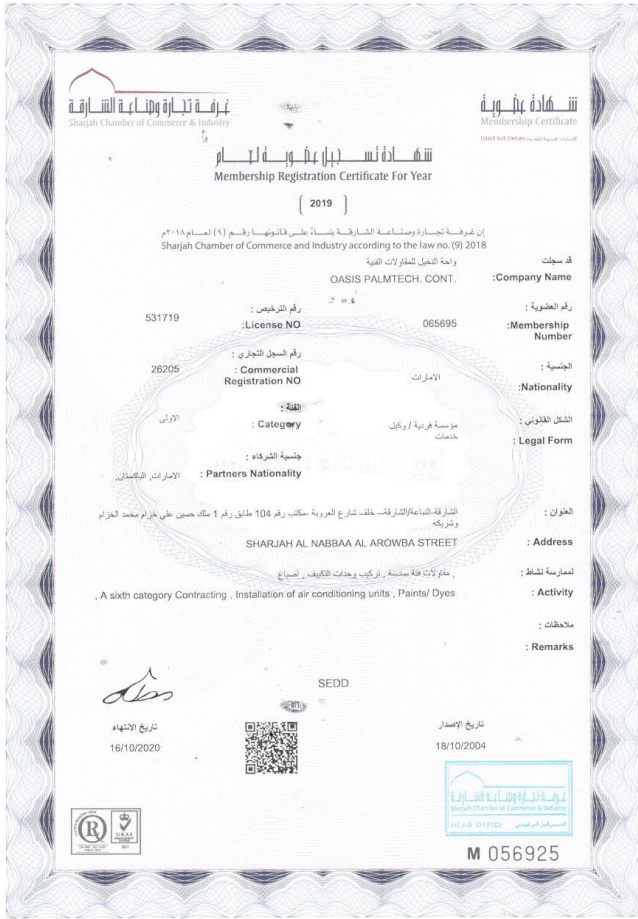 غرفة تجارة وصناعة الشارقة
Sharjah Chamber of Commerce & Industry
شهادة عضوية
Membership Certificate
United Arab Emirates الإمارات العربية المتحدة
شهادة تسجيل عضوية لعام
Membership Registration Certificate For Year
[ 2019 ]
إن غرفة تجارة وصناعة الشارقة بناءً على قانونها رقم (٩) لعام ٢٠١٨م
Sharjah Chamber of Commerce and Industry according to the law no. (9) 2018
قد سجلت
واحة النخيل للمقاولات الفنية
:Company Name
OASIS PALMTECH. CONT.
رقم العضوية :
:Membership Number
065695
رقم الترخيص :
:License NO
531719
الجنسية :
:Nationality
الامارات
رقم السجل التجاري :
: Commercial Registration NO
26205
الشكل القانوني :
: Legal Form
مؤسسة فردية / وكيل
خدمات
الفئة :
: Category
الاولى
جنسية الشركاء :
: Partners Nationality
الامارات, الباكستان,
العنوان :
الشارقة-النباعة/الشارقة– خلف شارع العروبة -مكتب رقم 104 طابق رقم 1 ملك حسين علي خزام محمد الخزام
وشريكه
: Address
SHARJAH AL NABBAA AL AROWBA STREET
لممارسة نشاط :
, مقاولات فئة سادسة , تركيب وحدات التكييف , أصباغ
: Activity
, A sixth category Contracting , Installation of air conditioning units , Paints/ Dyes
ملاحظات :
: Remarks
SEDD
تاريخ الإنتهاء
16/10/2020
تاريخ الإصدار
18/10/2004
غرفة تجارة وصناعة الشارقة
Sharjah Chamber of Commerce & Industry
HEAD OFFICE المركز الرئيسي
R
UKAS
M 056925